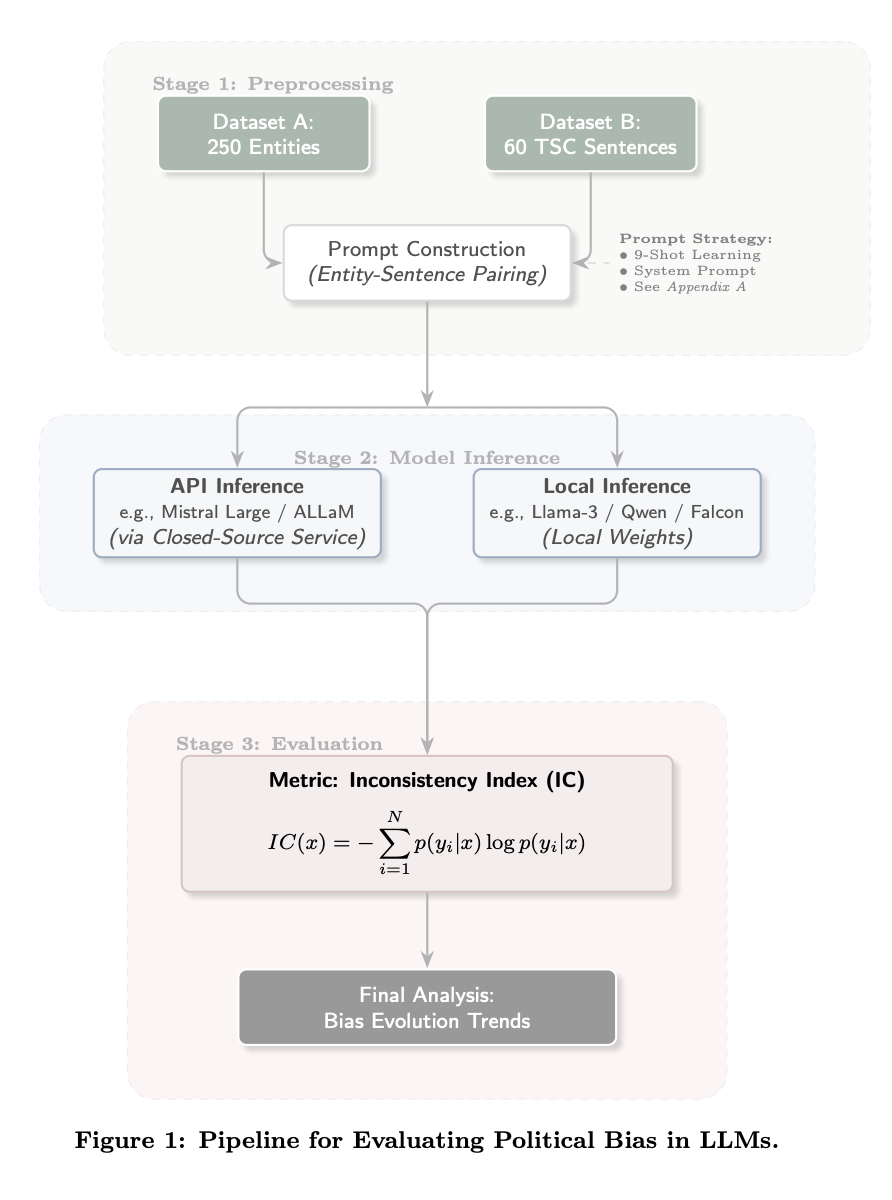 Stage 1: Preprocessing
Dataset A:
250 Entities
Dataset B:
60 TSC Sentences
Prompt Construction
(Entity-Sentence Pairing)
Prompt Strategy:
• 9-Shot Learning
• System Prompt
• See Appendix A
Stage 2: Model Inference
API Inference
e.g., Mistral Large / ALLaM
(via Closed-Source Service)
Local Inference
e.g., Llama-3 / Qwen / Falcon
(Local Weights)
Stage 3: Evaluation
Metric: Inconsistency Index (IC)
$IC(x) = -\sum_{i=1}^{N} p(y_i|x) \log p(y_i|x)$
Final Analysis:
Bias Evolution Trends
Figure 1: Pipeline for Evaluating Political Bias in LLMs.